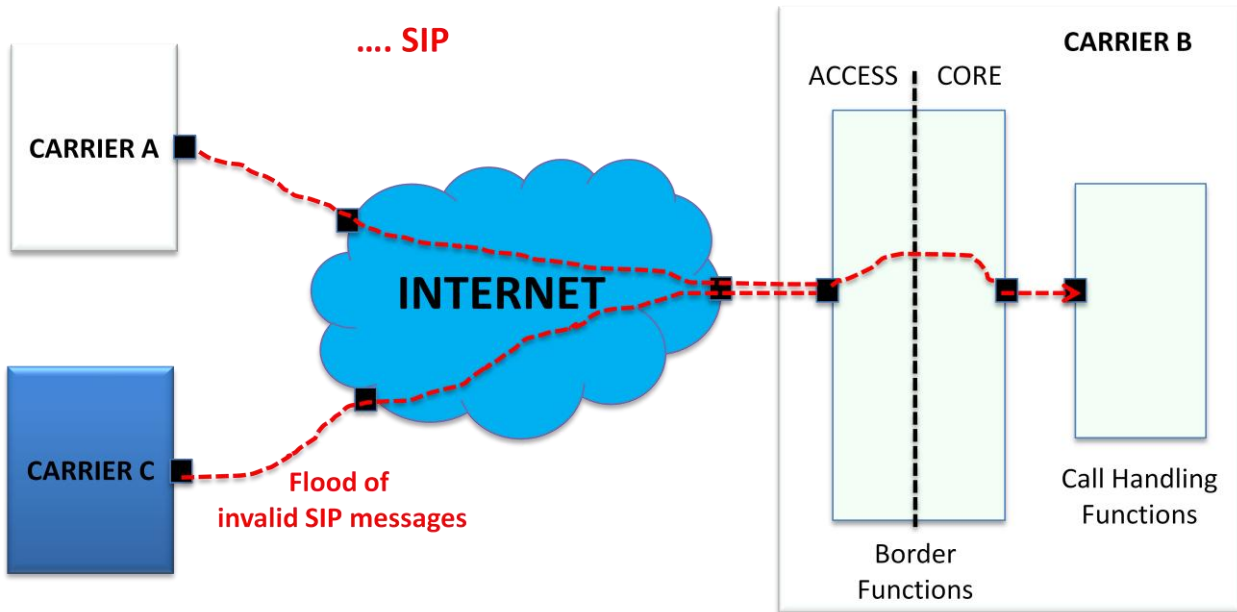 .... SIP
CARRIER B
ACCESS
CORE
CARRIER A
INTERNET
CARRIER C
Flood of
invalid SIP messages
Call Handling
Functions
Border
Functions